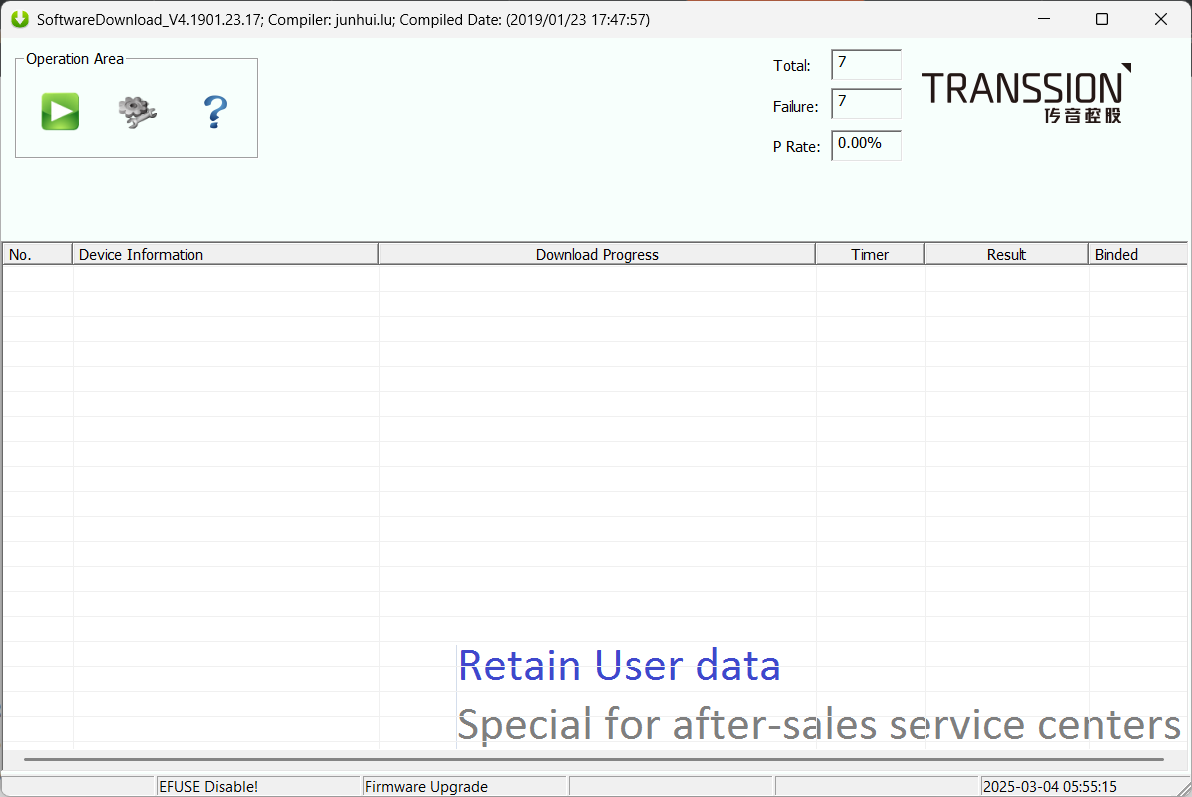 SoftwareDownload_V4.1901.23.17; Compiler: junhui.lu; Compiled Date: (2019/01/23 17:47:57)
Operation Area
Total: 7
Failure: 7
P Rate: 0.00%
TRANSSION
传音控股
No. Device Information Download Progress Timer Result Binded
Retain User data
Special for after-sales service centers
EFUSE Disable! Firmware Upgrade 2025-03-04 05:55:15